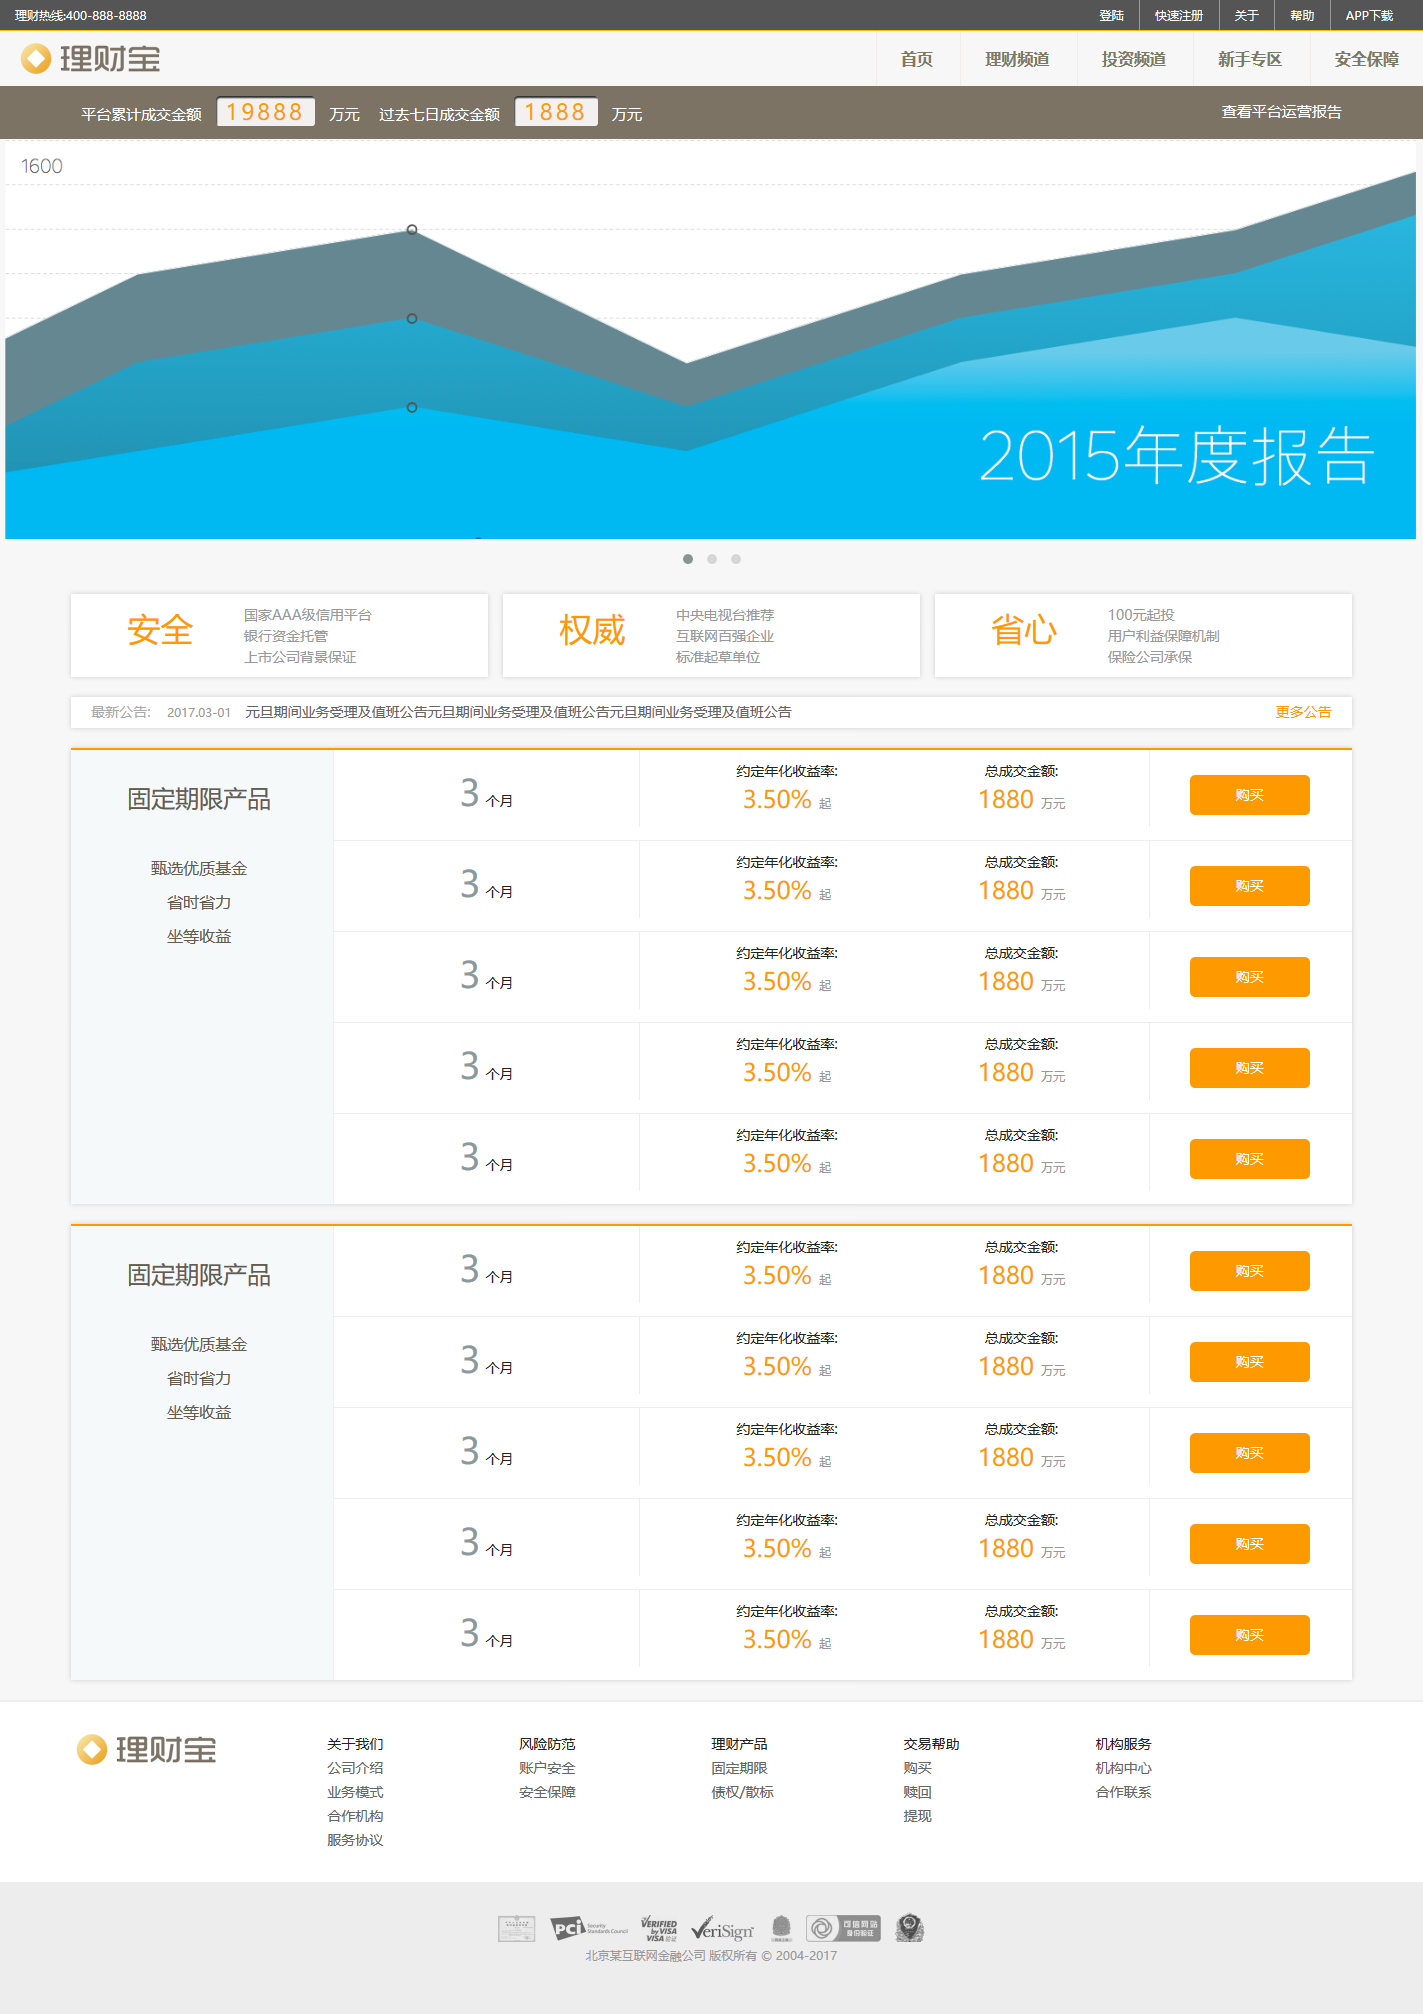 理财热线:400-888-8888
登陆 快速注册 关于 帮助 APP下载
理财宝
首页 理财频道 投资频道 新手专区 安全保障
平台累计成交金额 19888 万元 过去七日成交金额 1888 万元
查看平台运营报告
1600
2015年度报告
安全
国家AAA级信用平台
银行资金托管
上市公司背景保证
权威
中央电视台推荐
互联网百强企业
标准起草单位
省心
100元起投
用户利益保障机制
保险公司承保
最新公告: 2017.03-01 元旦期间业务受理及值班公告元旦期间业务受理及值班公告元旦期间业务受理及值班公告
更多公告
固定期限产品
甄选优质基金
省时省力
坐等收益
3 个月
约定年化收益率:
3.50% 起
总成交金额:
1880 万元
购买
3 个月
约定年化收益率:
3.50% 起
总成交金额:
1880 万元
购买
3 个月
约定年化收益率:
3.50% 起
总成交金额:
1880 万元
购买
3 个月
约定年化收益率:
3.50% 起
总成交金额:
1880 万元
购买
3 个月
约定年化收益率:
3.50% 起
总成交金额:
1880 万元
购买
固定期限产品
甄选优质基金
省时省力
坐等收益
3 个月
约定年化收益率:
3.50% 起
总成交金额:
1880 万元
购买
3 个月
约定年化收益率:
3.50% 起
总成交金额:
1880 万元
购买
3 个月
约定年化收益率:
3.50% 起
总成交金额:
1880 万元
购买
3 个月
约定年化收益率:
3.50% 起
总成交金额:
1880 万元
购买
3 个月
约定年化收益率:
3.50% 起
总成交金额:
1880 万元
购买
理财宝
关于我们
公司介绍
业务模式
合作机构
服务协议
风险防范
账户安全
安全保障
理财产品
固定期限
债权/散标
交易帮助
购买
赎回
提现
机构服务
机构中心
合作联系
PCi Security
Standards Council
VERIFIED
by VISA
VISA 验证
VeriSign
可信网站
身份验证
北京某互联网金融公司 版权所有 © 2004-2017